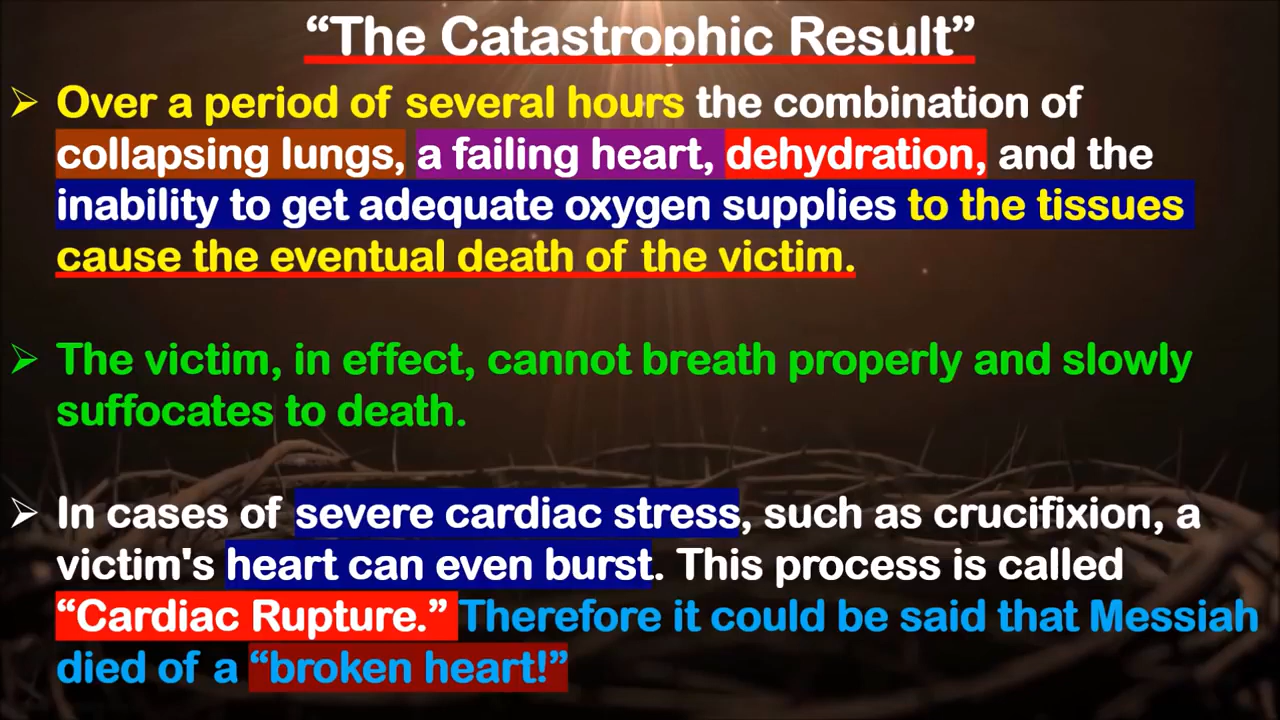 “The Catastrophic Result”
Over a period of several hours the combination of
collapsing lungs, a failing heart, dehydration, and the
inability to get adequate oxygen supplies to the tissues
cause the eventual death of the victim.
The victim, in effect, cannot breath properly and slowly
suffocates to death.
In cases of severe cardiac stress, such as crucifixion, a
victim's heart can even burst. This process is called
“Cardiac Rupture.” Therefore it could be said that Messiah
died of a “broken heart!”